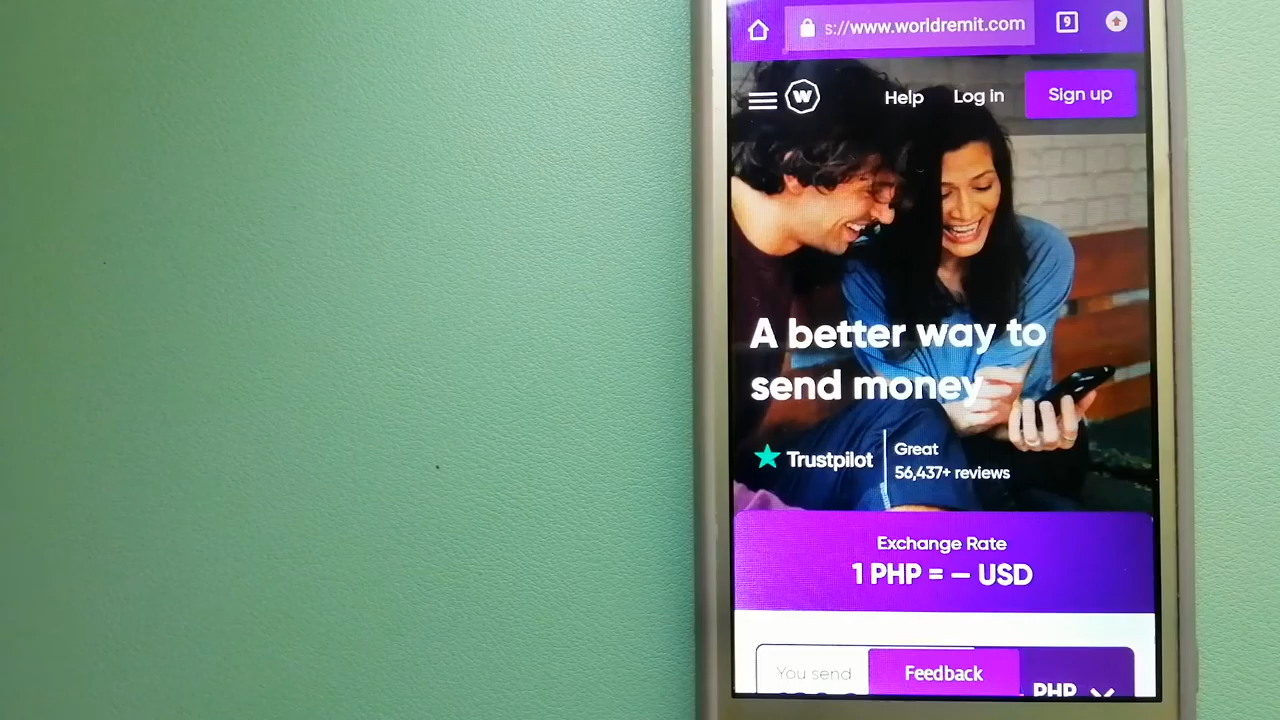 9
s://www.worldremit.com
W
Help
Log in
Sign up
A better way to
send money
Trustpilot
Great
56,437+ reviews
Exchange Rate
1 PHP = – USD
You send
Feedback
PHP